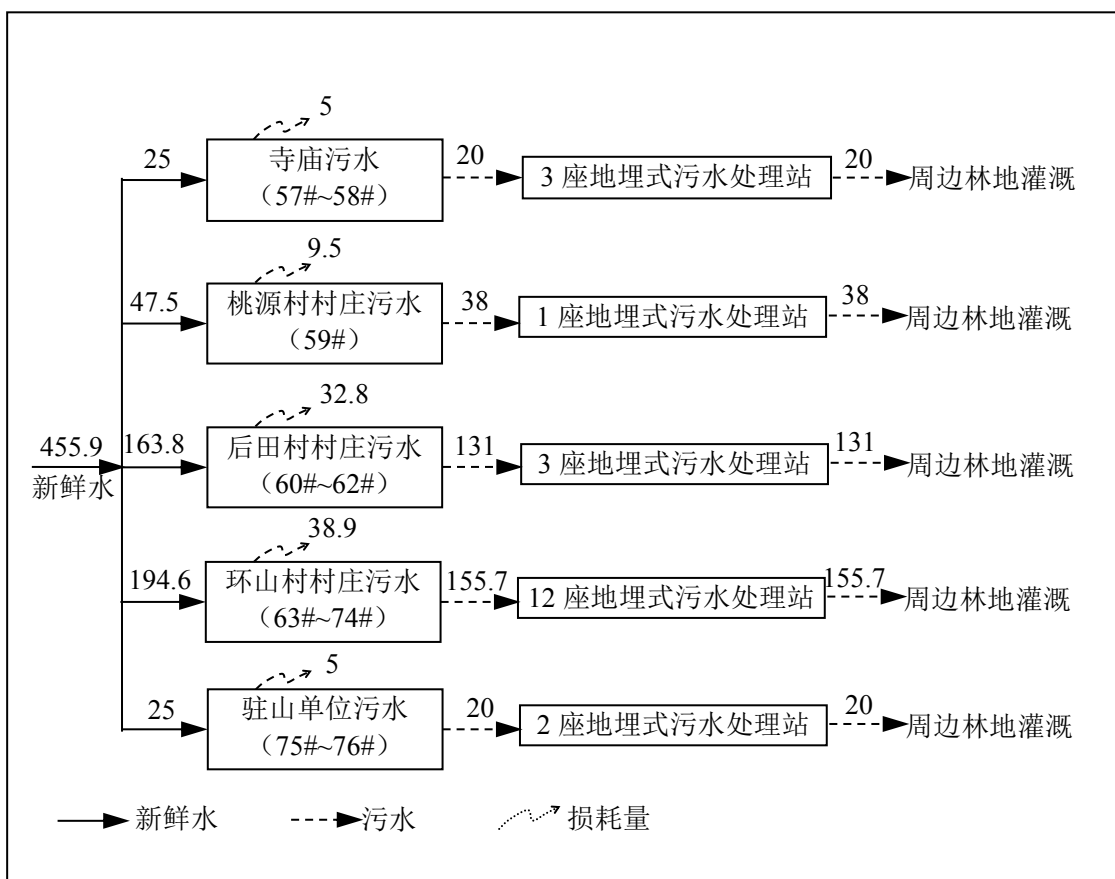 5
25
寺庙污水
（57#~58#）
20
3 座地埋式污水处理站
20
周边林地灌溉
9.5
47.5
桃源村村庄污水
（59#）
38
1 座地埋式污水处理站
38
周边林地灌溉
32.8
455.9
新鲜水
163.8
后田村村庄污水
（60#~62#）
131
3 座地埋式污水处理站
131
周边林地灌溉
38.9
194.6
环山村村庄污水
（63#~74#）
155.7
12 座地埋式污水处理站
155.7
周边林地灌溉
5
25
驻山单位污水
（75#~76#）
20
2 座地埋式污水处理站
20
周边林地灌溉
新鲜水
污水
损耗量